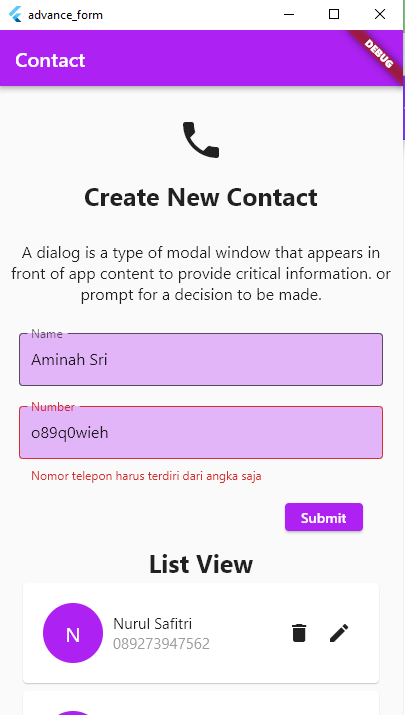 advance_form
Contact
DEBUG
Create New Contact
A dialog is a type of modal window that appears in
front of app content to provide critical information. or
prompt for a decision to be made.
Name
Aminah Sri
Number
o89q0wieh
Nomor telepon harus terdiri dari angka saja
Submit
List View
N
Nurul Safitri
089273947562